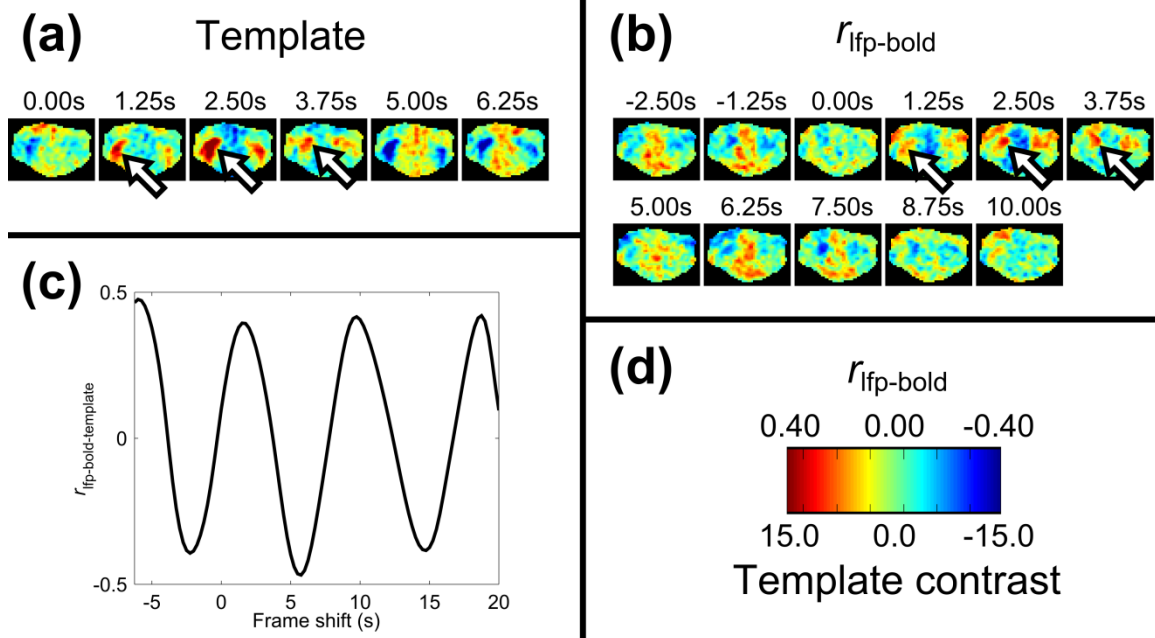 (a) Template
0.00s 1.25s 2.50s 3.75s 5.00s 6.25s
(b) rlfp-bold
-2.50s -1.25s 0.00s 1.25s 2.50s 3.75s
5.00s 6.25s 7.50s 8.75s 10.00s
(c)
0.5
0
-0.5
rlfp-bold-template
-5 0 5 10 15 20
Frame shift (s)
(d) rlfp-bold
0.40 0.00 -0.40
15.0 0.0 -15.0
Template contrast